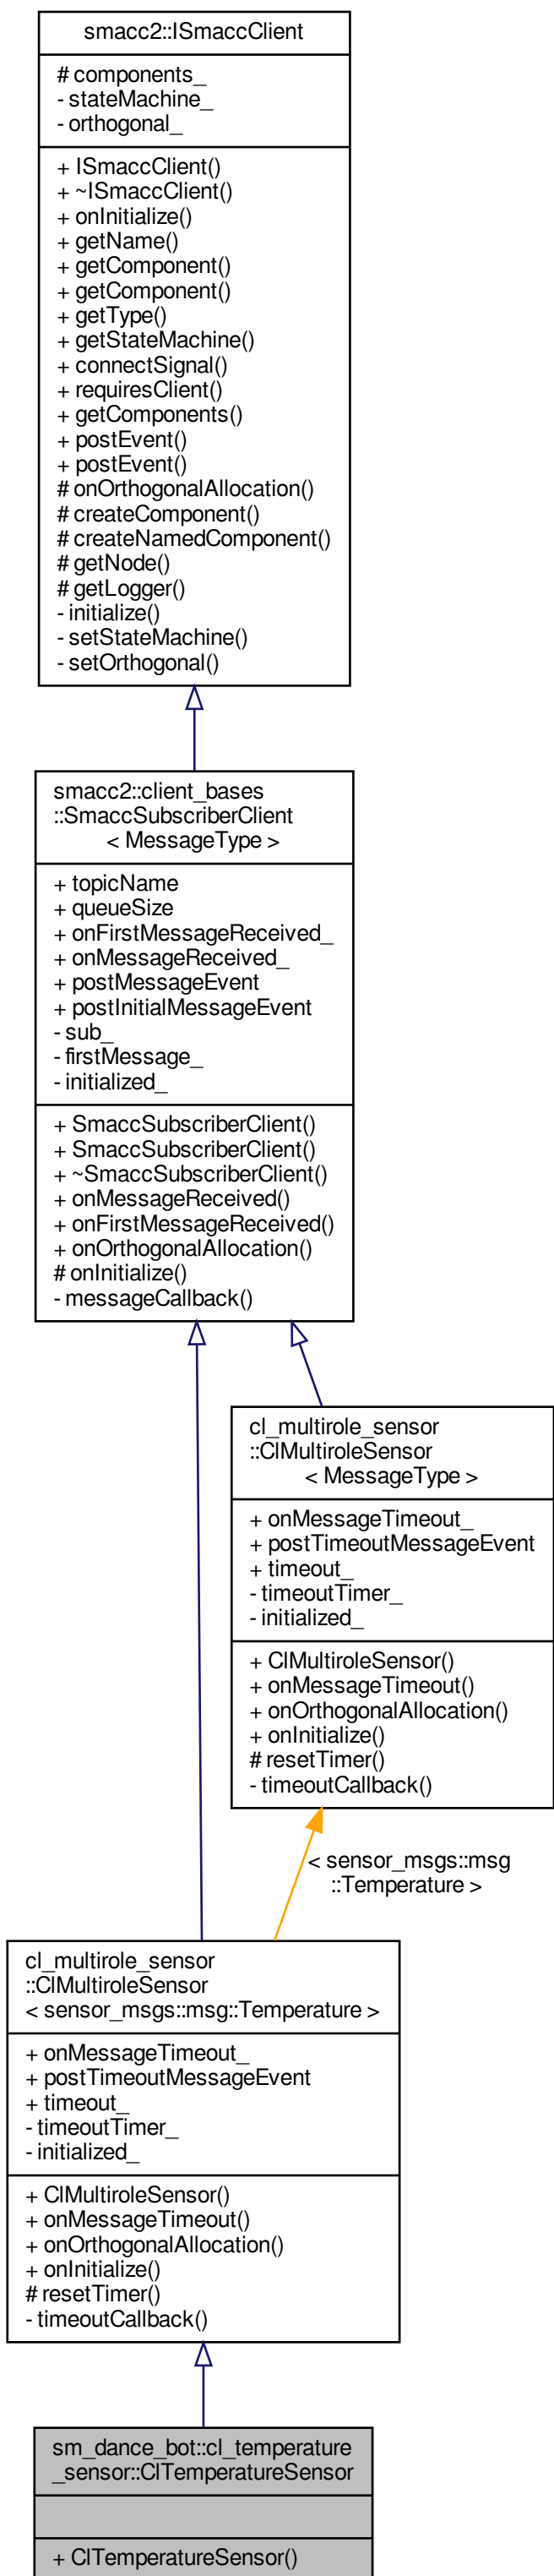 smacc2::ISmaccClient
# components_
- stateMachine_
- orthogonal_
+ ISmaccClient()
+ ~ISmaccClient()
+ onInitialize()
+ getName()
+ getComponent()
+ getComponent()
+ getType()
+ getStateMachine()
+ connectSignal()
+ requiresClient()
+ getComponents()
+ postEvent()
+ postEvent()
# onOrthogonalAllocation()
# createComponent()
# createNamedComponent()
# getNode()
# getLogger()
- initialize()
- setStateMachine()
- setOrthogonal()
smacc2::client_bases
::SmaccSubscriberClient
< MessageType >
+ topicName
+ queueSize
+ onFirstMessageReceived_
+ onMessageReceived_
+ postMessageEvent
+ postInitialMessageEvent
- sub_
- firstMessage_
- initialized_
+ SmaccSubscriberClient()
+ SmaccSubscriberClient()
+ ~SmaccSubscriberClient()
+ onMessageReceived()
+ onFirstMessageReceived()
+ onOrthogonalAllocation()
# onInitialize()
- messageCallback()
cl_multirole_sensor
::ClMultiroleSensor
< MessageType >
+ onMessageTimeout_
+ postTimeoutMessageEvent
+ timeout_
- timeoutTimer_
- initialized_
+ ClMultiroleSensor()
+ onMessageTimeout()
+ onOrthogonalAllocation()
+ onInitialize()
# resetTimer()
- timeoutCallback()
< sensor_msgs::msg
::Temperature >
cl_multirole_sensor
::ClMultiroleSensor
< sensor_msgs::msg::Temperature >
+ onMessageTimeout_
+ postTimeoutMessageEvent
+ timeout_
- timeoutTimer_
- initialized_
+ ClMultiroleSensor()
+ onMessageTimeout()
+ onOrthogonalAllocation()
+ onInitialize()
# resetTimer()
- timeoutCallback()
sm_dance_bot::cl_temperature
_sensor::ClTemperatureSensor
+ ClTemperatureSensor()